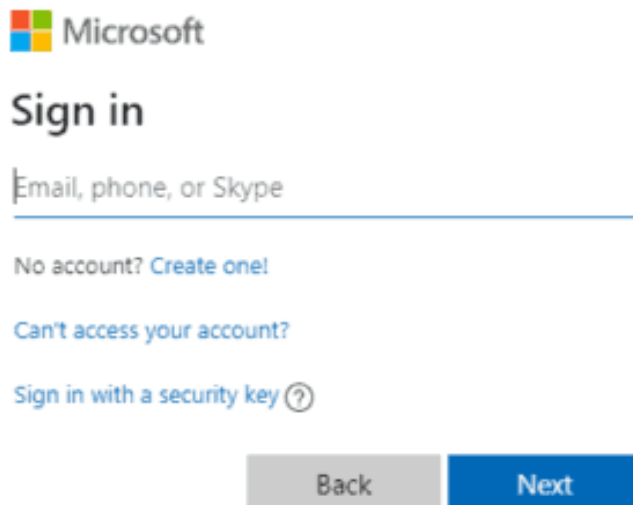 Microsoft
Sign in
Email, phone, or Skype
No account? Create one!
Can't access your account?
Sign in with a security key ?
Back Next